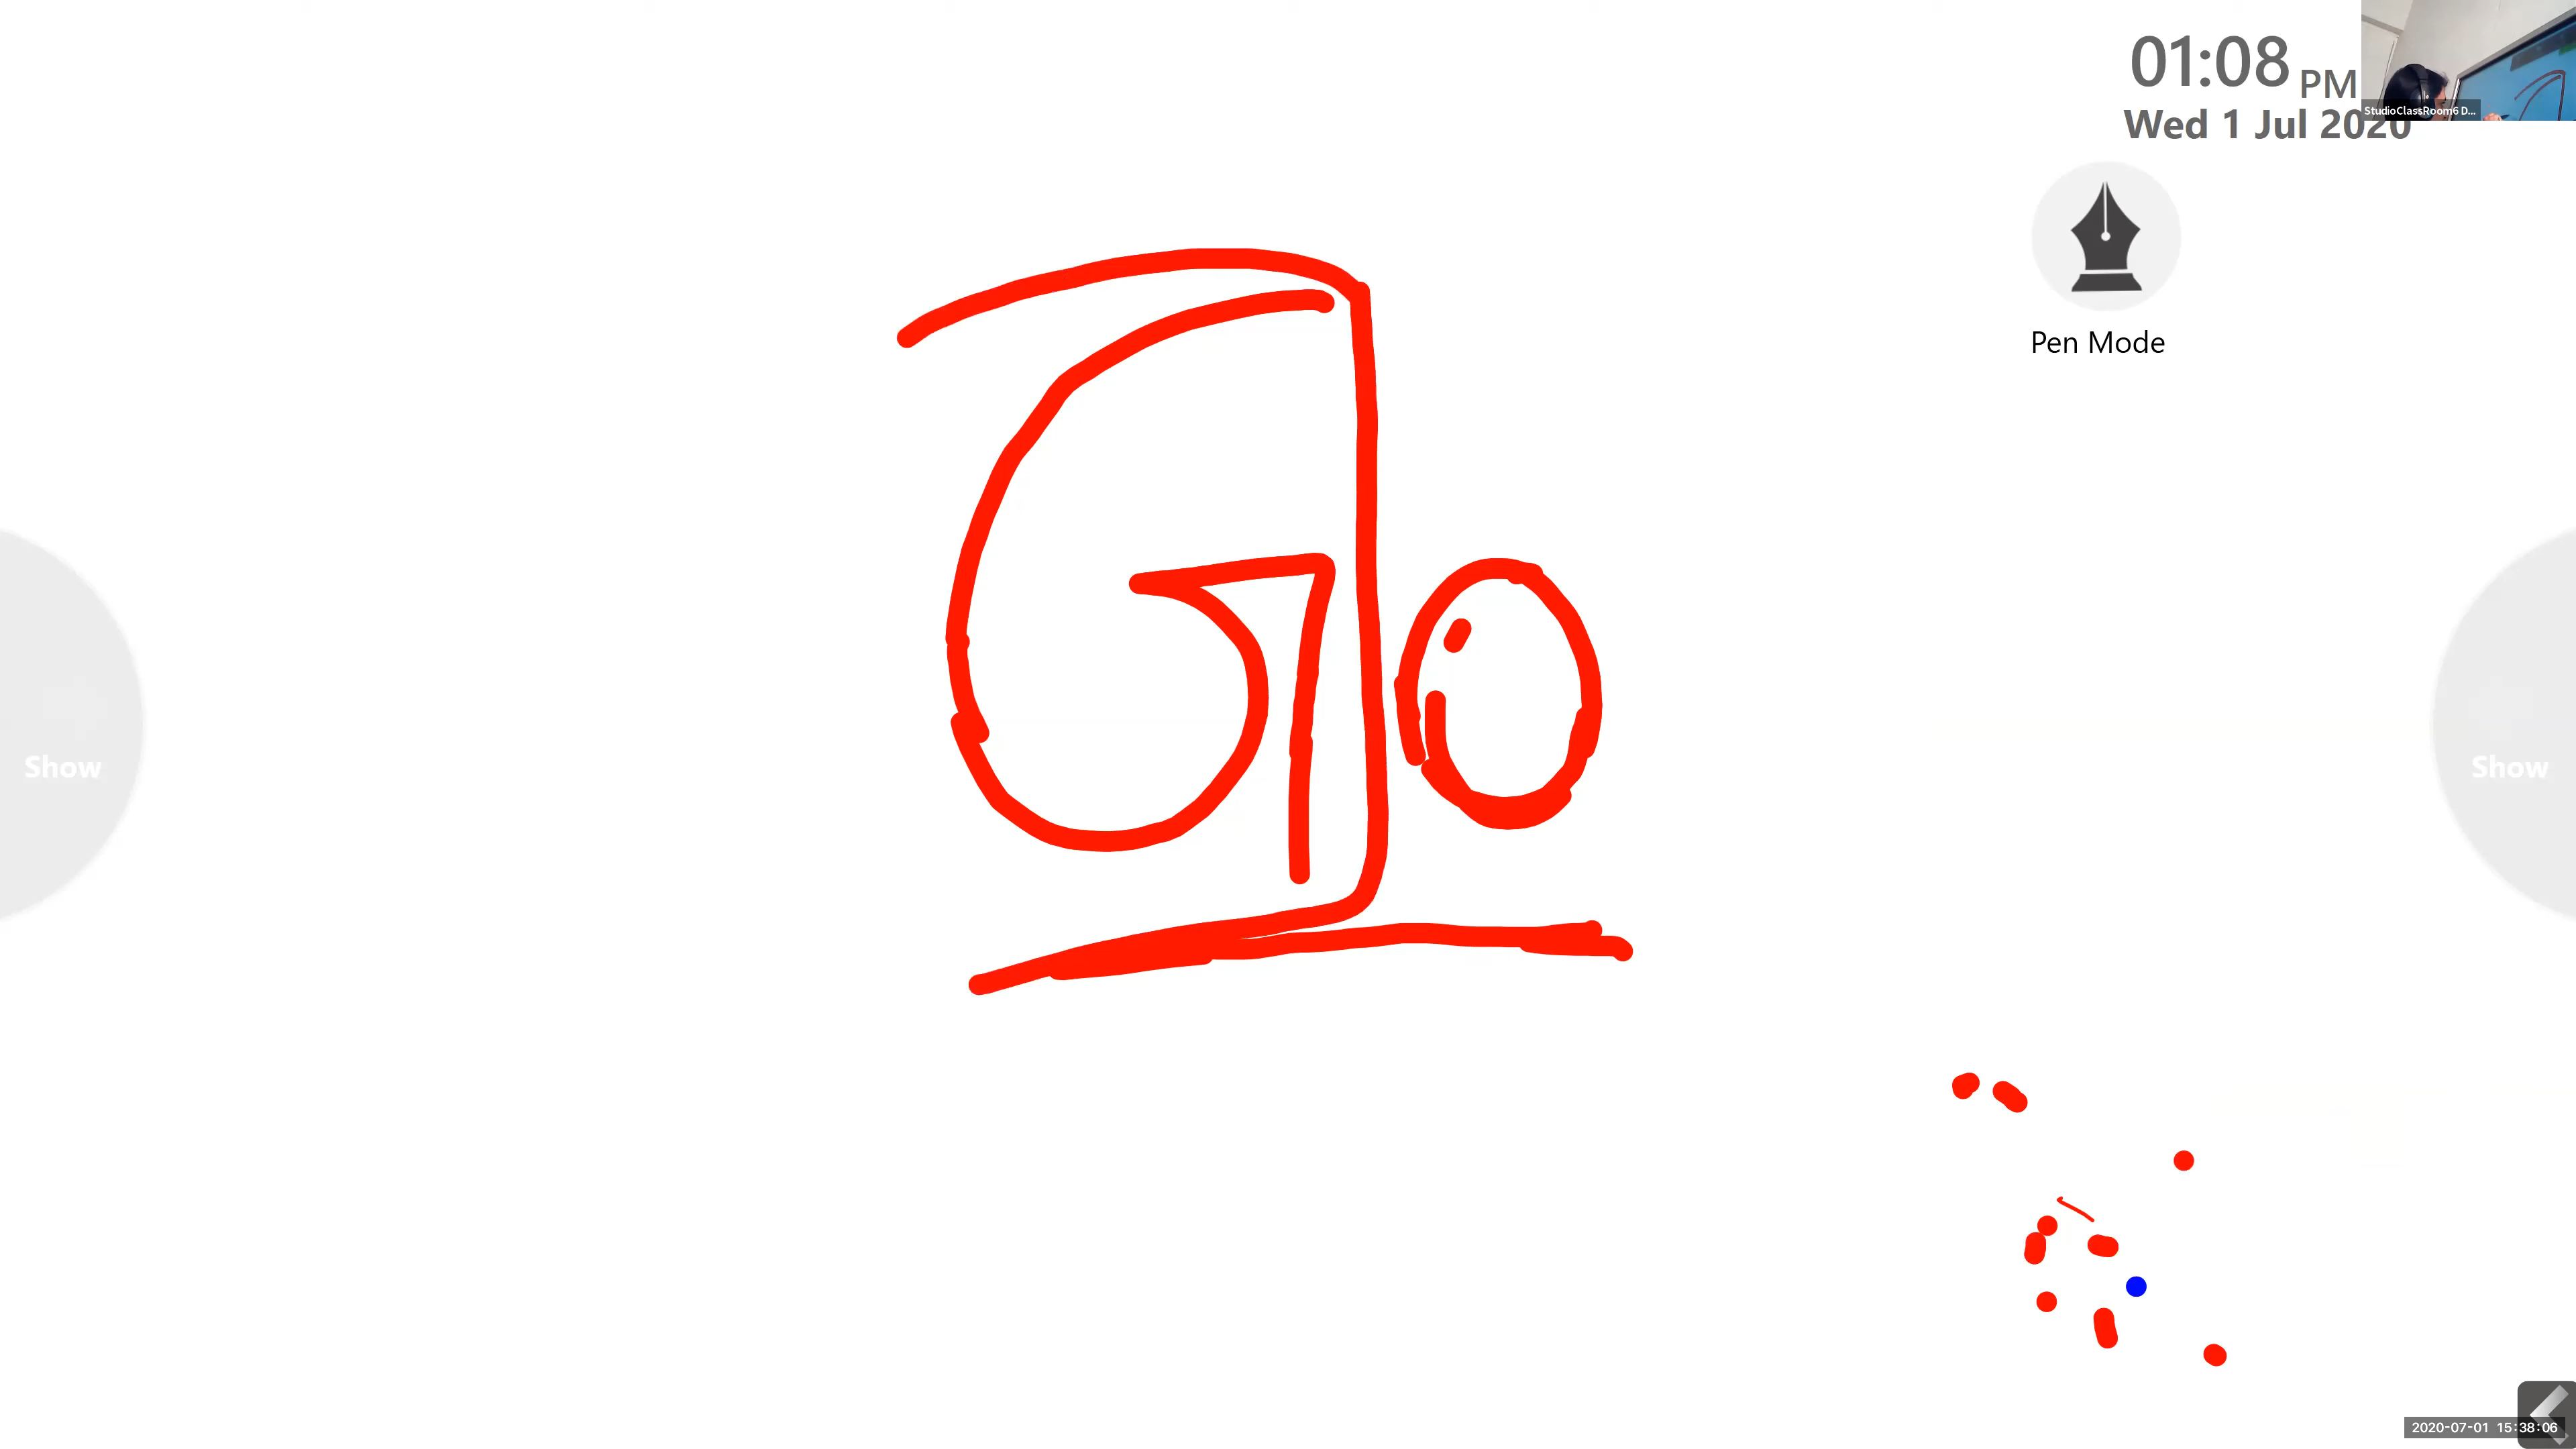 01:08 PM
Wed 1 Jul 2020
StudioClassRoom6 D...
Pen Mode
Show
Show
2020-07-01 15:38:06